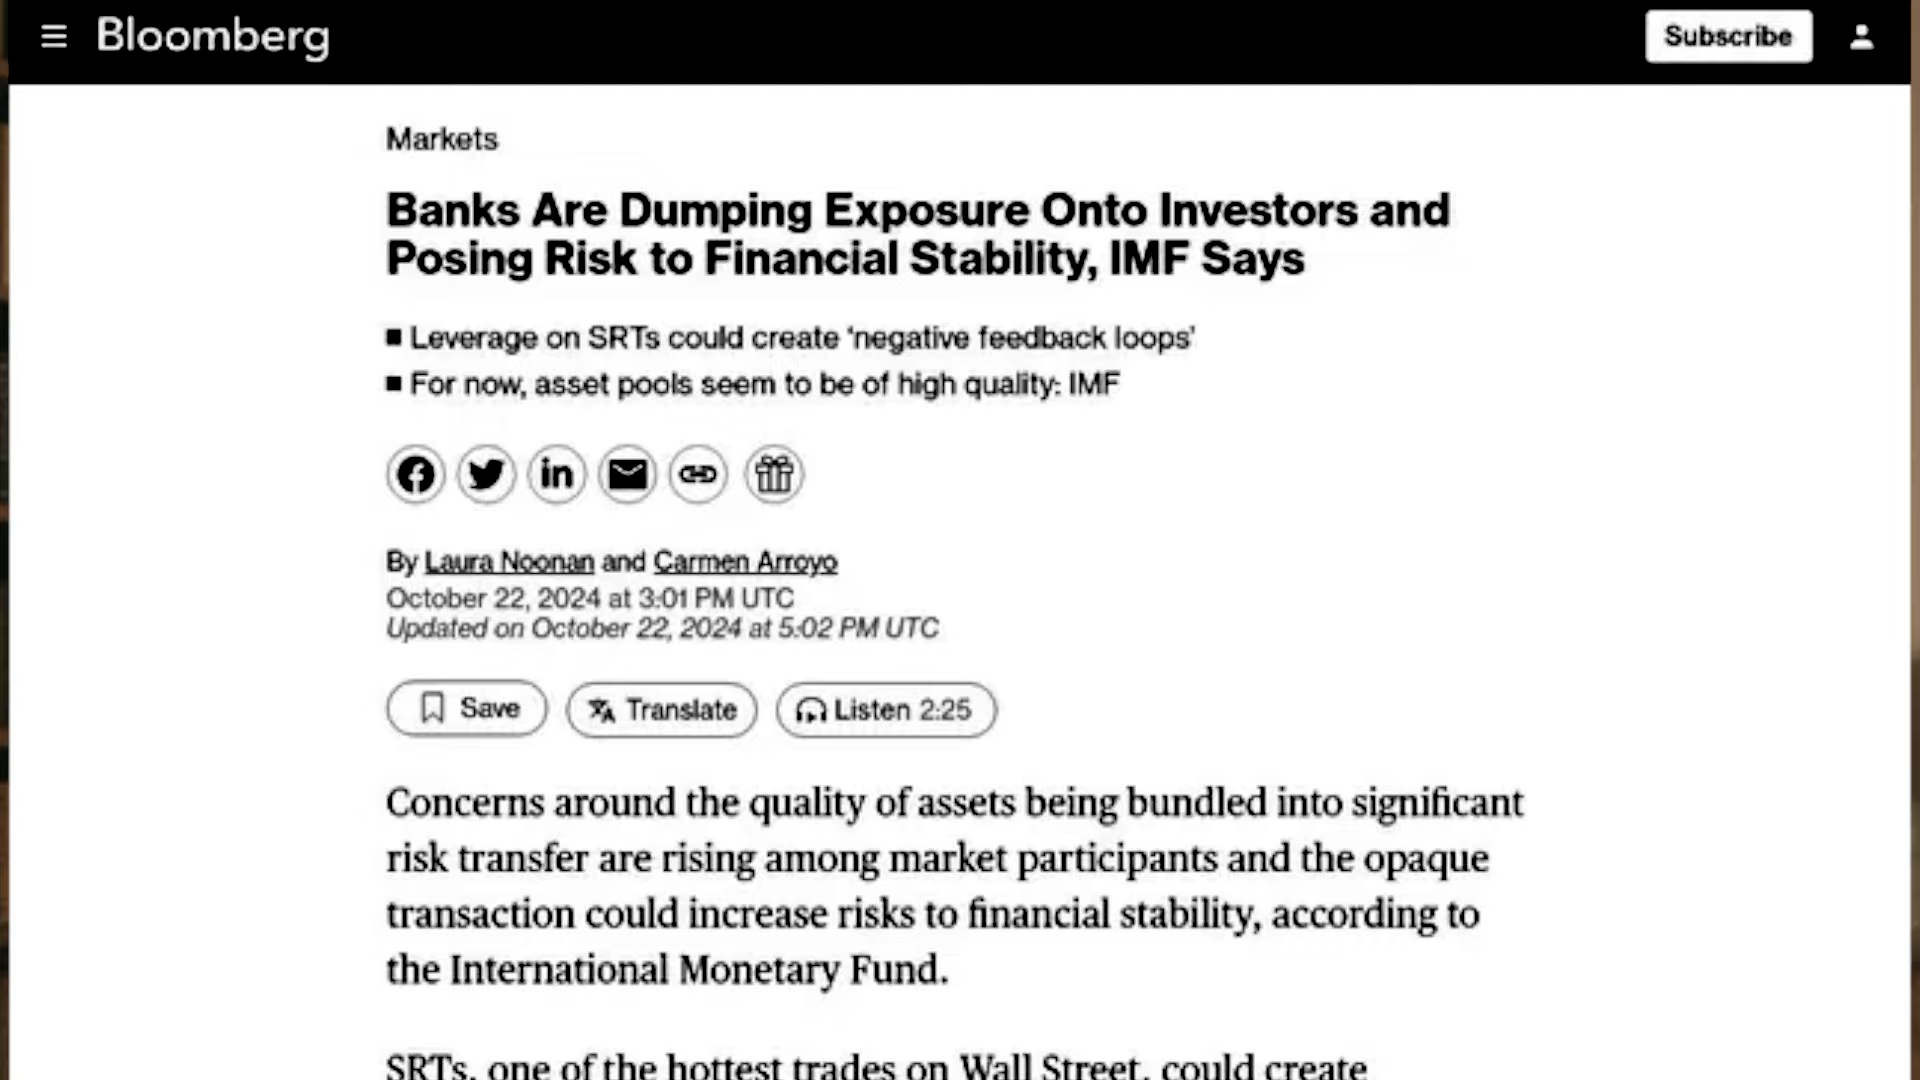 Bloomberg
Subscribe
Markets
Banks Are Dumping Exposure Onto Investors and
Posing Risk to Financial Stability, IMF Says
Leverage on SRTs could create ‘negative feedback loops’
For now, asset pools seem to be of high quality: IMF
By Laura Noonan and Carmen Arroyo
October 22, 2024 at 3:01 PM UTC
Updated on October 22, 2024 at 5:02 PM UTC
Save
Translate
Listen 2:25
Concerns around the quality of assets being bundled into significant
risk transfer are rising among market participants and the opaque
transaction could increase risks to financial stability, according to
the International Monetary Fund.
SRTs, one of the hottest trades on Wall Street, could create